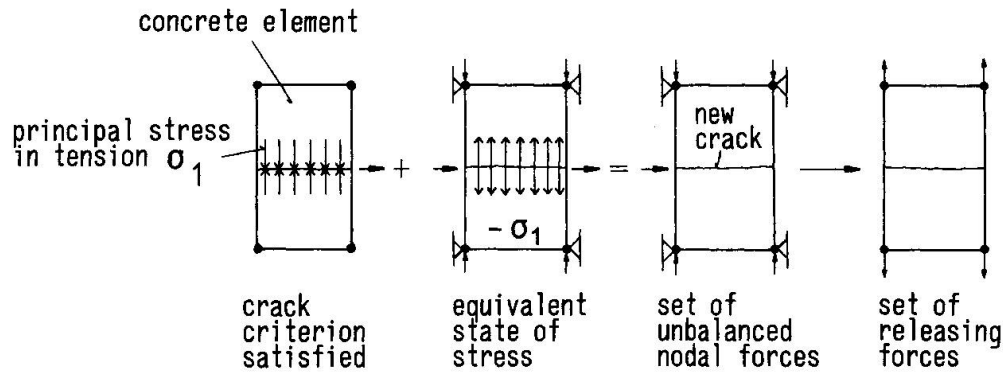 concrete element
principal stress
in tension σ1
+
- σ1
=
new
crack
crack
criterion
satisfied
equivalent
state of
stress
set of
unbalanced
nodal forces
set of
releasing
forces